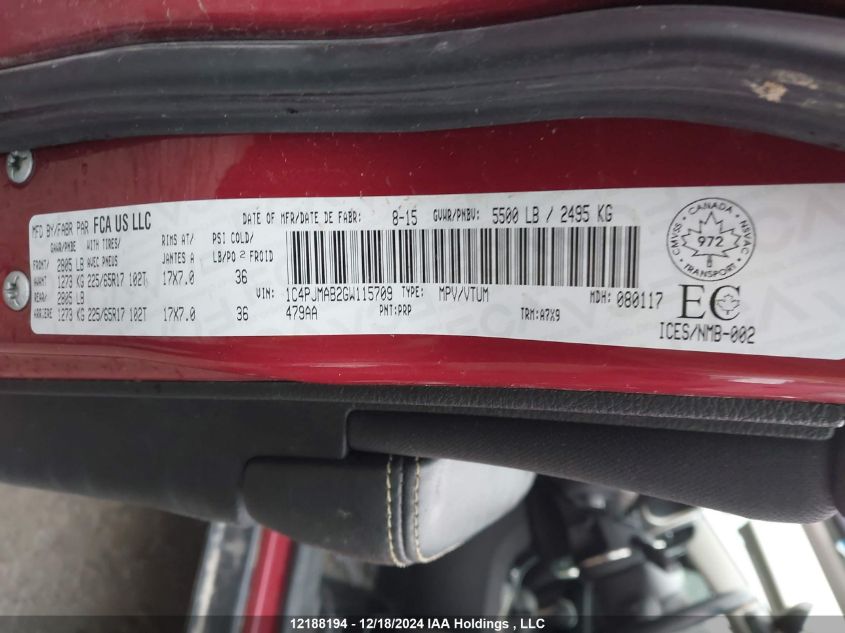 MFD BY/FABR PAR FCA US LLC
DATE OF MFR/DATE DE FABR: 8-15 GVWR/PNBV: 5500 LB / 2495 KG
GAWR/PNBE WITH TIRES/ RIMS AT/ PSI COLD/
FRONT/ 2805 LB AVEC PNEUS JANTES A LB/PO² FROID
AVANT 1273 KG 225/65R17 102T 17X7.0 36
REAR/ 2805 LB
ARRIERE 1273 KG 225/65R17 102T 17X7.0 36
VIN: 1C4PJMAB2GW115709 TYPE: MPV/VTUM MDH: 080117
479AA PNT:PRP TRM:A7X9
CANADA
CMVSS NSVAC
972
8
TRANSPORT
EC
ICES/NMB-002
12188194 - 12/18/2024 IAA Holdings, LLC